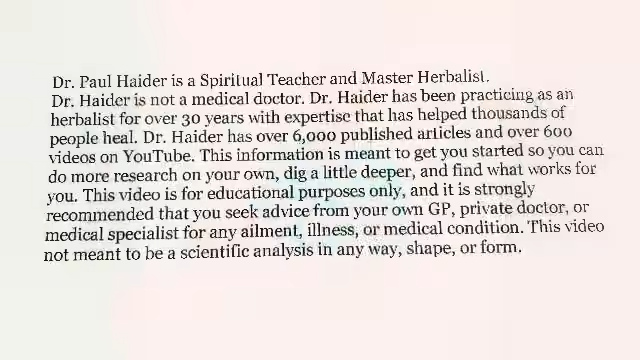 Dr. Paul Haider is a Spiritual Teacher and Master Herbalist.
Dr. Haider is not a medical doctor. Dr. Haider has been practicing as an
herbalist for over 30 years with expertise that has helped thousands of
people heal. Dr. Haider has over 6,000 published articles and over 600
videos on YouTube. This information is meant to get you started so you can
do more research on your own, dig a little deeper, and find what works for
you. This video is for educational purposes only, and it is strongly
recommended that you seek advice from your own GP, private doctor, or
medical specialist for any ailment, illness, or medical condition. This video
not meant to be a scientific analysis in any way, shape, or form.